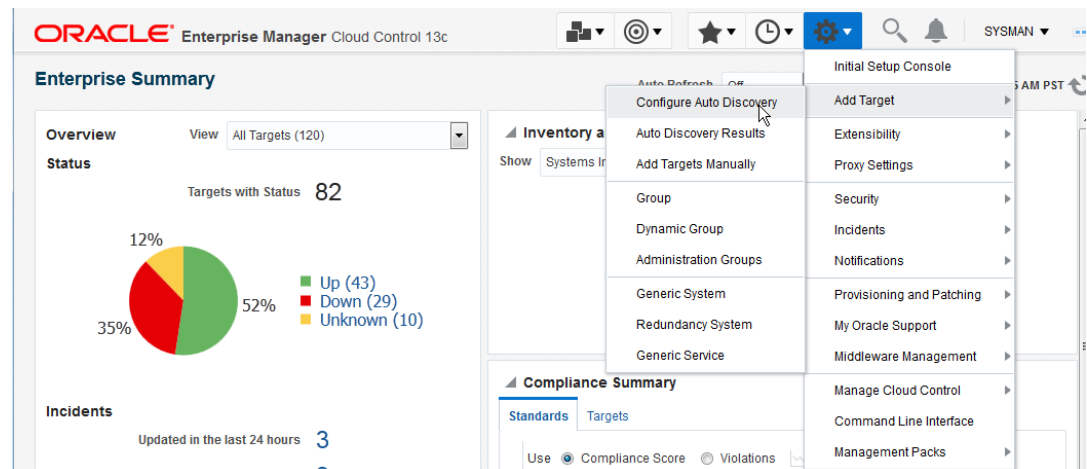 ORACLE Enterprise Manager Cloud Control 13c
SYSMAN
Enterprise Summary
Auto Refresh Off
AM PST
Overview
View All Targets (120)
Status
Targets with Status 82
12%
52%
35%
Up (43)
Down (29)
Unknown (10)
Incidents
Updated in the last 24 hours 3
Inventory a
Show Systems In
Compliance Summary
Standards Targets
Use Compliance Score Violations
Configure Auto Discovery
Auto Discovery Results
Add Targets Manually
Group
Dynamic Group
Administration Groups
Generic System
Redundancy System
Generic Service
Initial Setup Console
Add Target
Extensibility
Proxy Settings
Security
Incidents
Notifications
Provisioning and Patching
My Oracle Support
Middleware Management
Manage Cloud Control
Command Line Interface
Management Packs